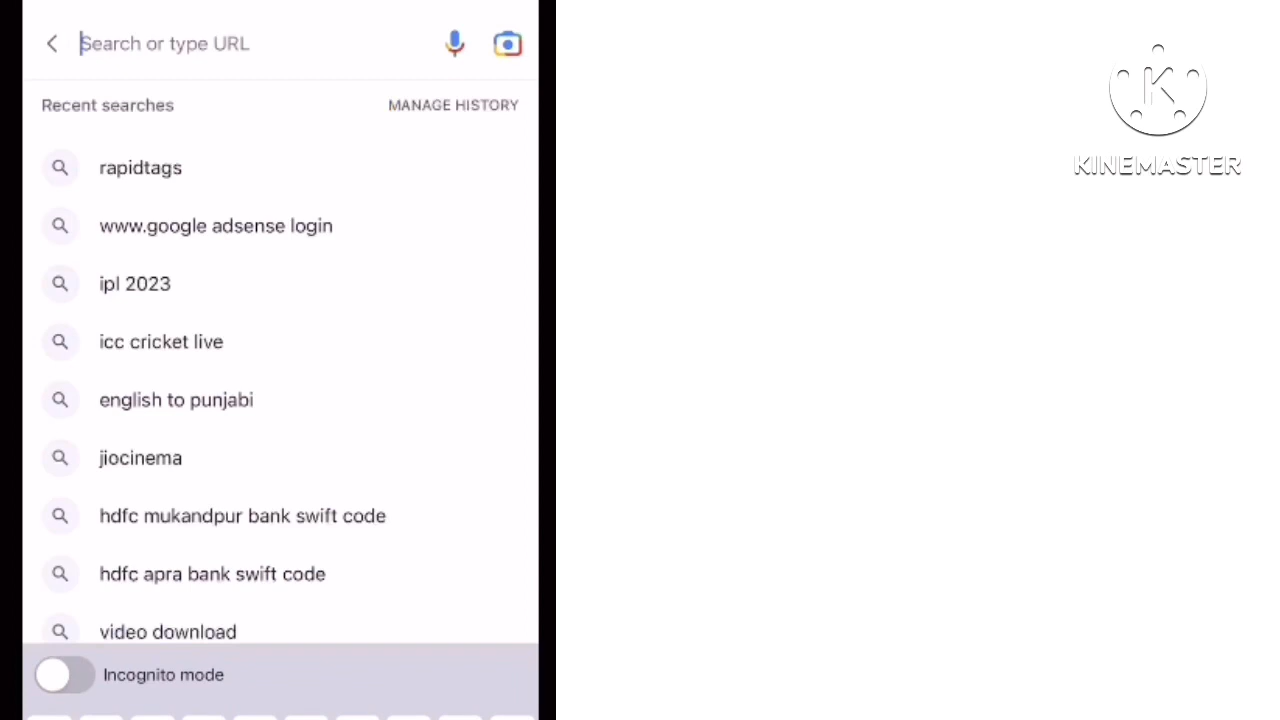 Search or type URL
Recent searches MANAGE HISTORY
rapidtags
www.google adsense login
ipl 2023
icc cricket live
english to punjabi
jiocinema
hdfc mukandpur bank swift code
hdfc apra bank swift code
video download
Incognito mode
K
KINEMASTER